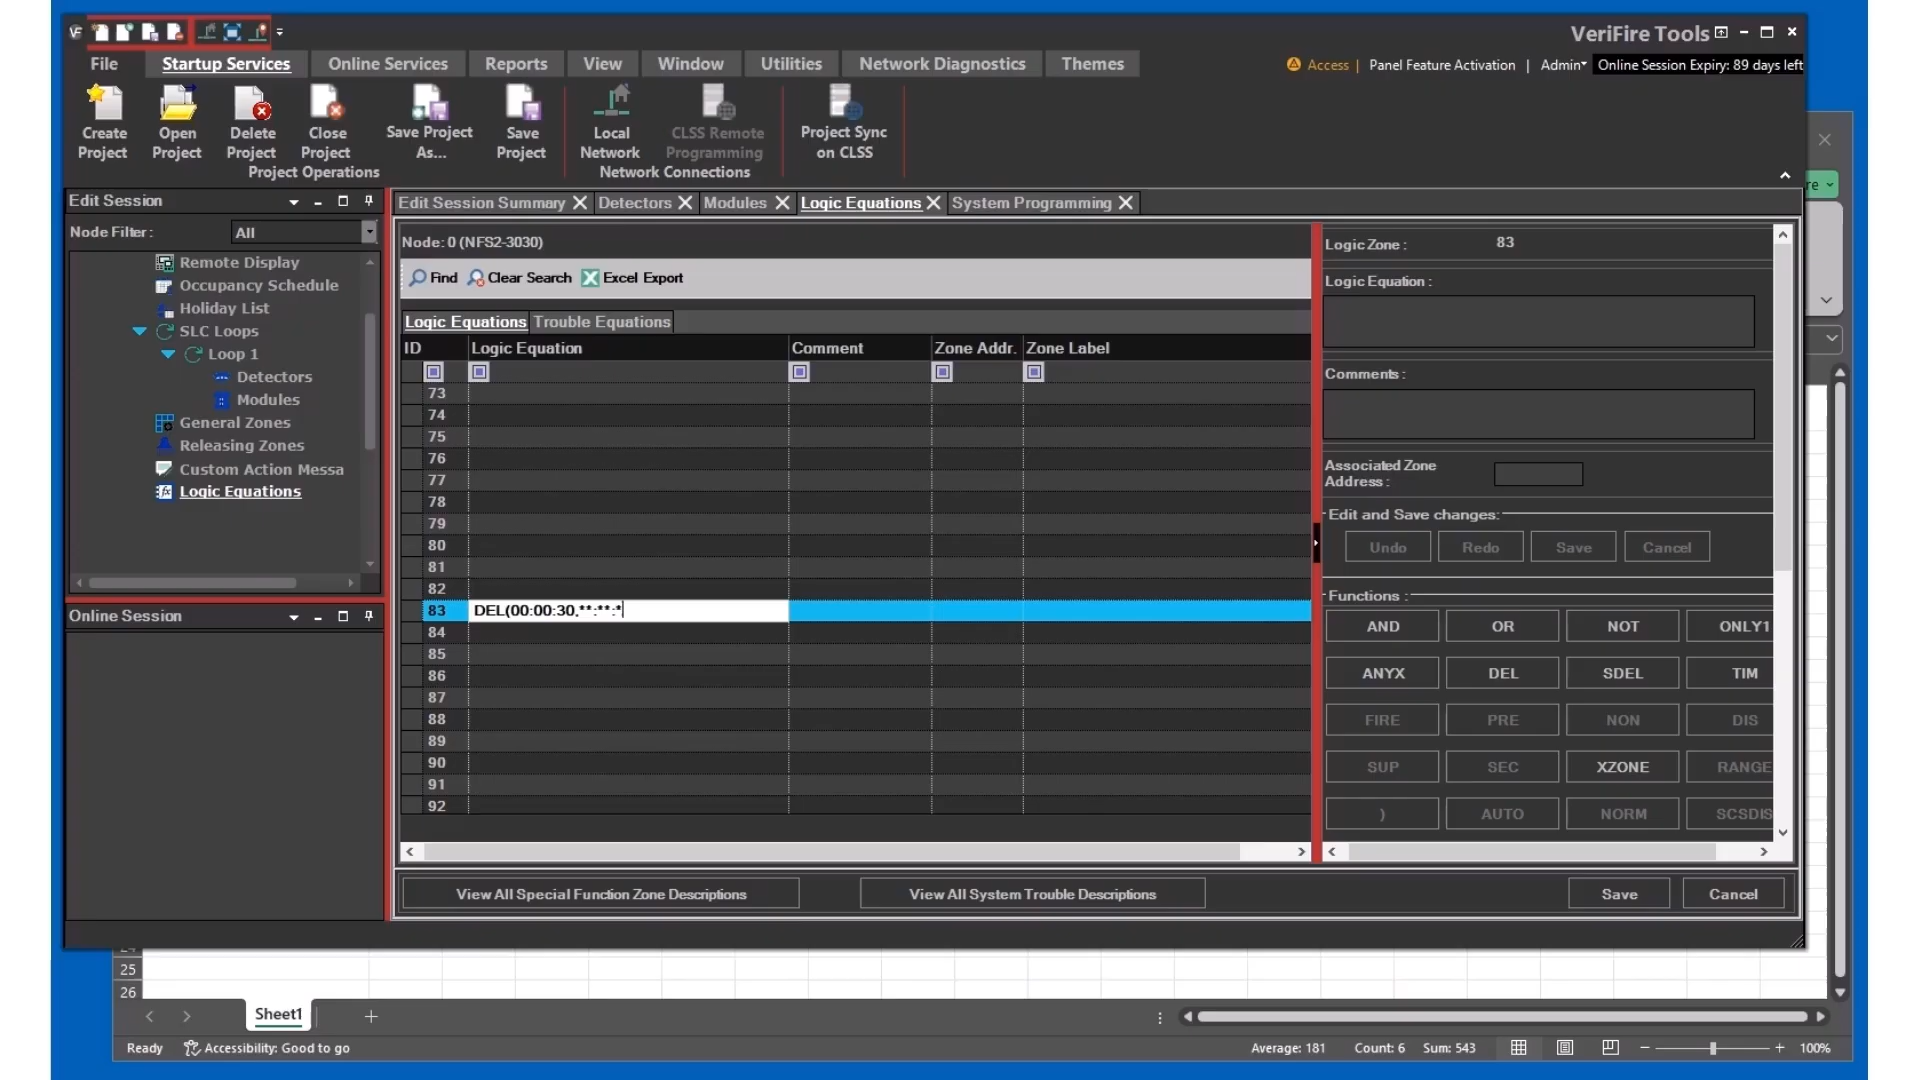 VeriFire Tools
File
Startup Services
Online Services
Reports
View
Window
Utilities
Network Diagnostics
Themes
Access |
Panel Feature Activation |
Admin
Online Session Expiry: 89 days left
Create Project
Open Project
Delete Project
Close Project
Save Project As...
Save Project
Local Network
CLSS Remote Programming
Project Sync on CLSS
Project Operations
Network Connections
re
Edit Session
Node Filter:
All
Remote Display
Occupancy Schedule
Holiday List
SLC Loops
Loop 1
Detectors
Modules
General Zones
Releasing Zones
Custom Action Messa
Logic Equations
Online Session
Edit Session Summary
Detectors
Modules
Logic Equations
System Programming
Node: 0 (NFS2-3030)
Find
Clear Search
Excel Export
Logic Equations
Trouble Equations
ID
Logic Equation
Comment
Zone Addr.
Zone Label
73
74
75
76
77
78
79
80
81
82
83 DEL(00:00:30,**:**:*
84
85
86
87
88
89
90
91
92
Logic Zone :
83
Logic Equation :
Comments :
Associated Zone Address :
Edit and Save changes:
Undo
Redo
Save
Cancel
Functions :
AND
OR
NOT
ONLY1
ANYX
DEL
SDEL
TIM
FIRE
PRE
NON
DIS
SUP
SEC
XZONE
RANGE
)
AUTO
NORM
SCSDIS
View All Special Function Zone Descriptions
View All System Trouble Descriptions
Save
Cancel
25
26
Sheet1
Ready
Accessibility: Good to go
Average: 181
Count: 6
Sum: 543
100%